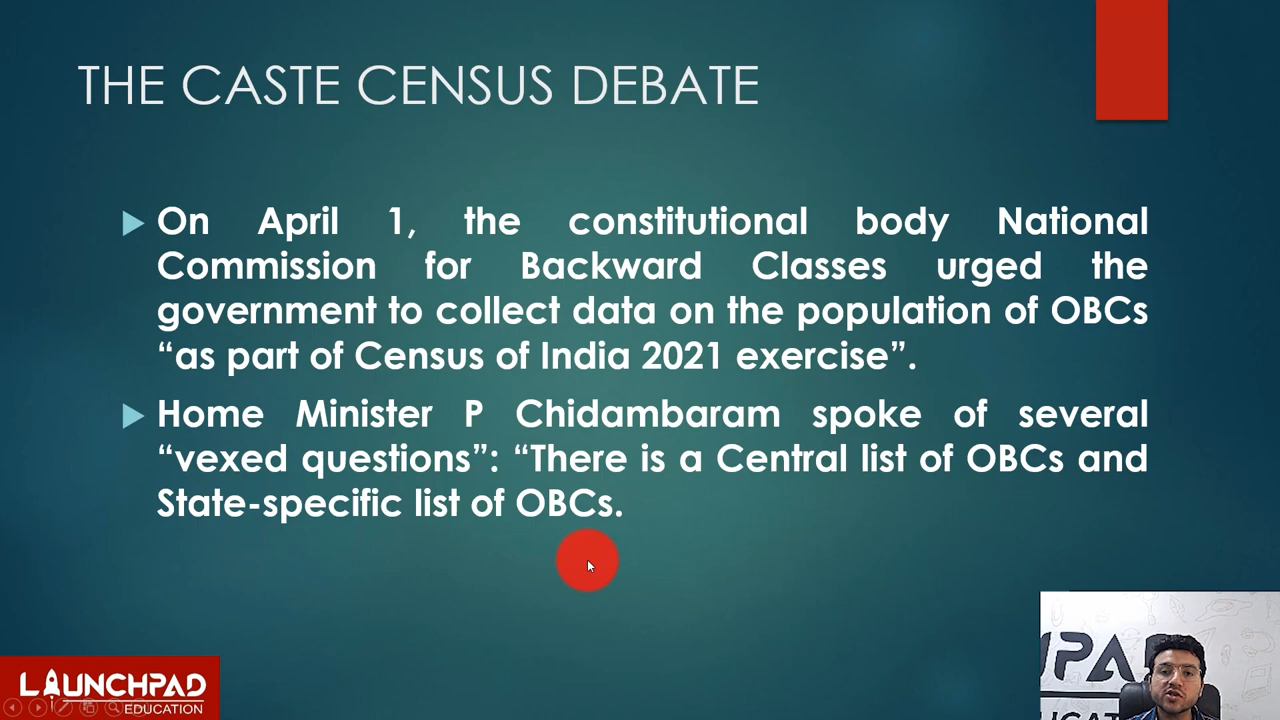 THE CASTE CENSUS DEBATE
On April 1, the constitutional body National
Commission for Backward Classes urged the
government to collect data on the population of OBCs
“as part of Census of India 2021 exercise”.
Home Minister P Chidambaram spoke of several
“vexed questions”: “There is a Central list of OBCs and
State-specific list of OBCs.
LAUNCHPAD
EDUCATION